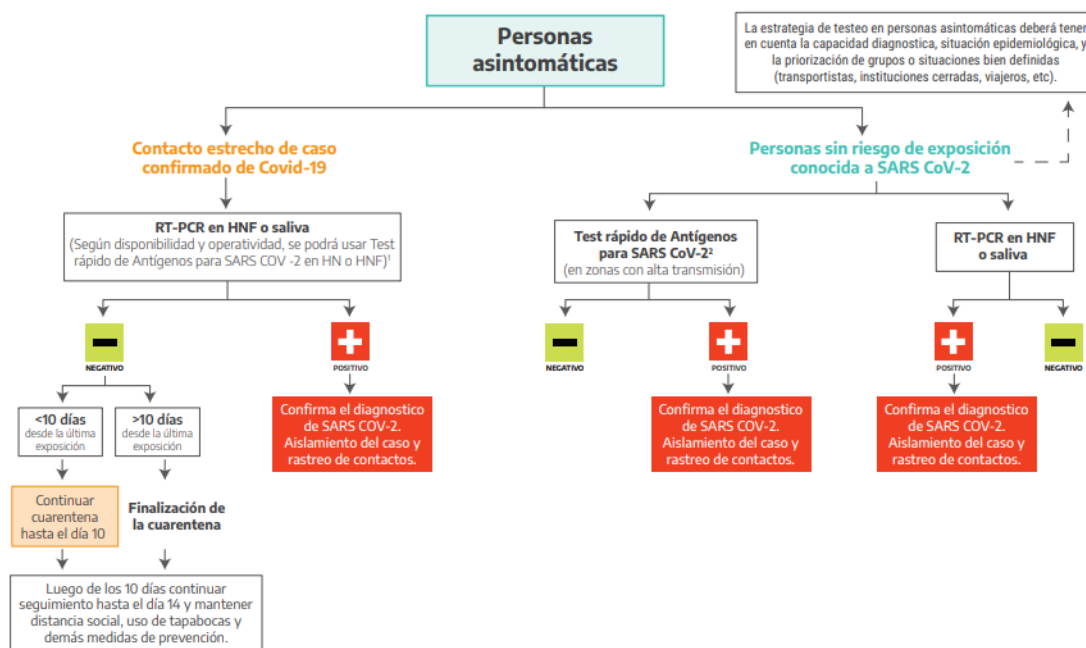 Personas
asintomáticas
La estrategia de testeo en personas asintomáticas deberá tener
en cuenta la capacidad diagnostica, situación epidemiológica, y
la priorización de grupos o situaciones bien definidas
(transportistas, instituciones cerradas, viajeros, etc).
Contacto estrecho de caso
confirmado de Covid-19
Personas sin riesgo de exposición
conocida a SARS CoV-2
RT-PCR en HNF o saliva
(Según disponibilidad y operatividad, se podrá usar Test
rápido de Antígenos para SARS COV -2 en HN o HNF)¹
Test rápido de Antígenos
para SARS CoV-2²
(en zonas con alta transmisión)
RT-PCR en HNF
o saliva
NEGATIVO
POSITIVO
NEGATIVO
POSITIVO
POSITIVO
NEGATIVO
<10 días
desde la última
exposición
>10 días
desde la última
exposición
Confirma el diagnostico
de SARS COV-2.
Aislamiento del caso y
rastreo de contactos.
Confirma el diagnostico
de SARS COV-2.
Aislamiento del caso y
rastreo de contactos.
Confirma el diagnostico
de SARS COV-2.
Aislamiento del caso y
rastreo de contactos.
Continuar
cuarentena
hasta el día 10
Finalización de
la cuarentena
Luego de los 10 días continuar
seguimiento hasta el día 14 y mantener
distancia social, uso de tapabocas y
demás medidas de prevención.